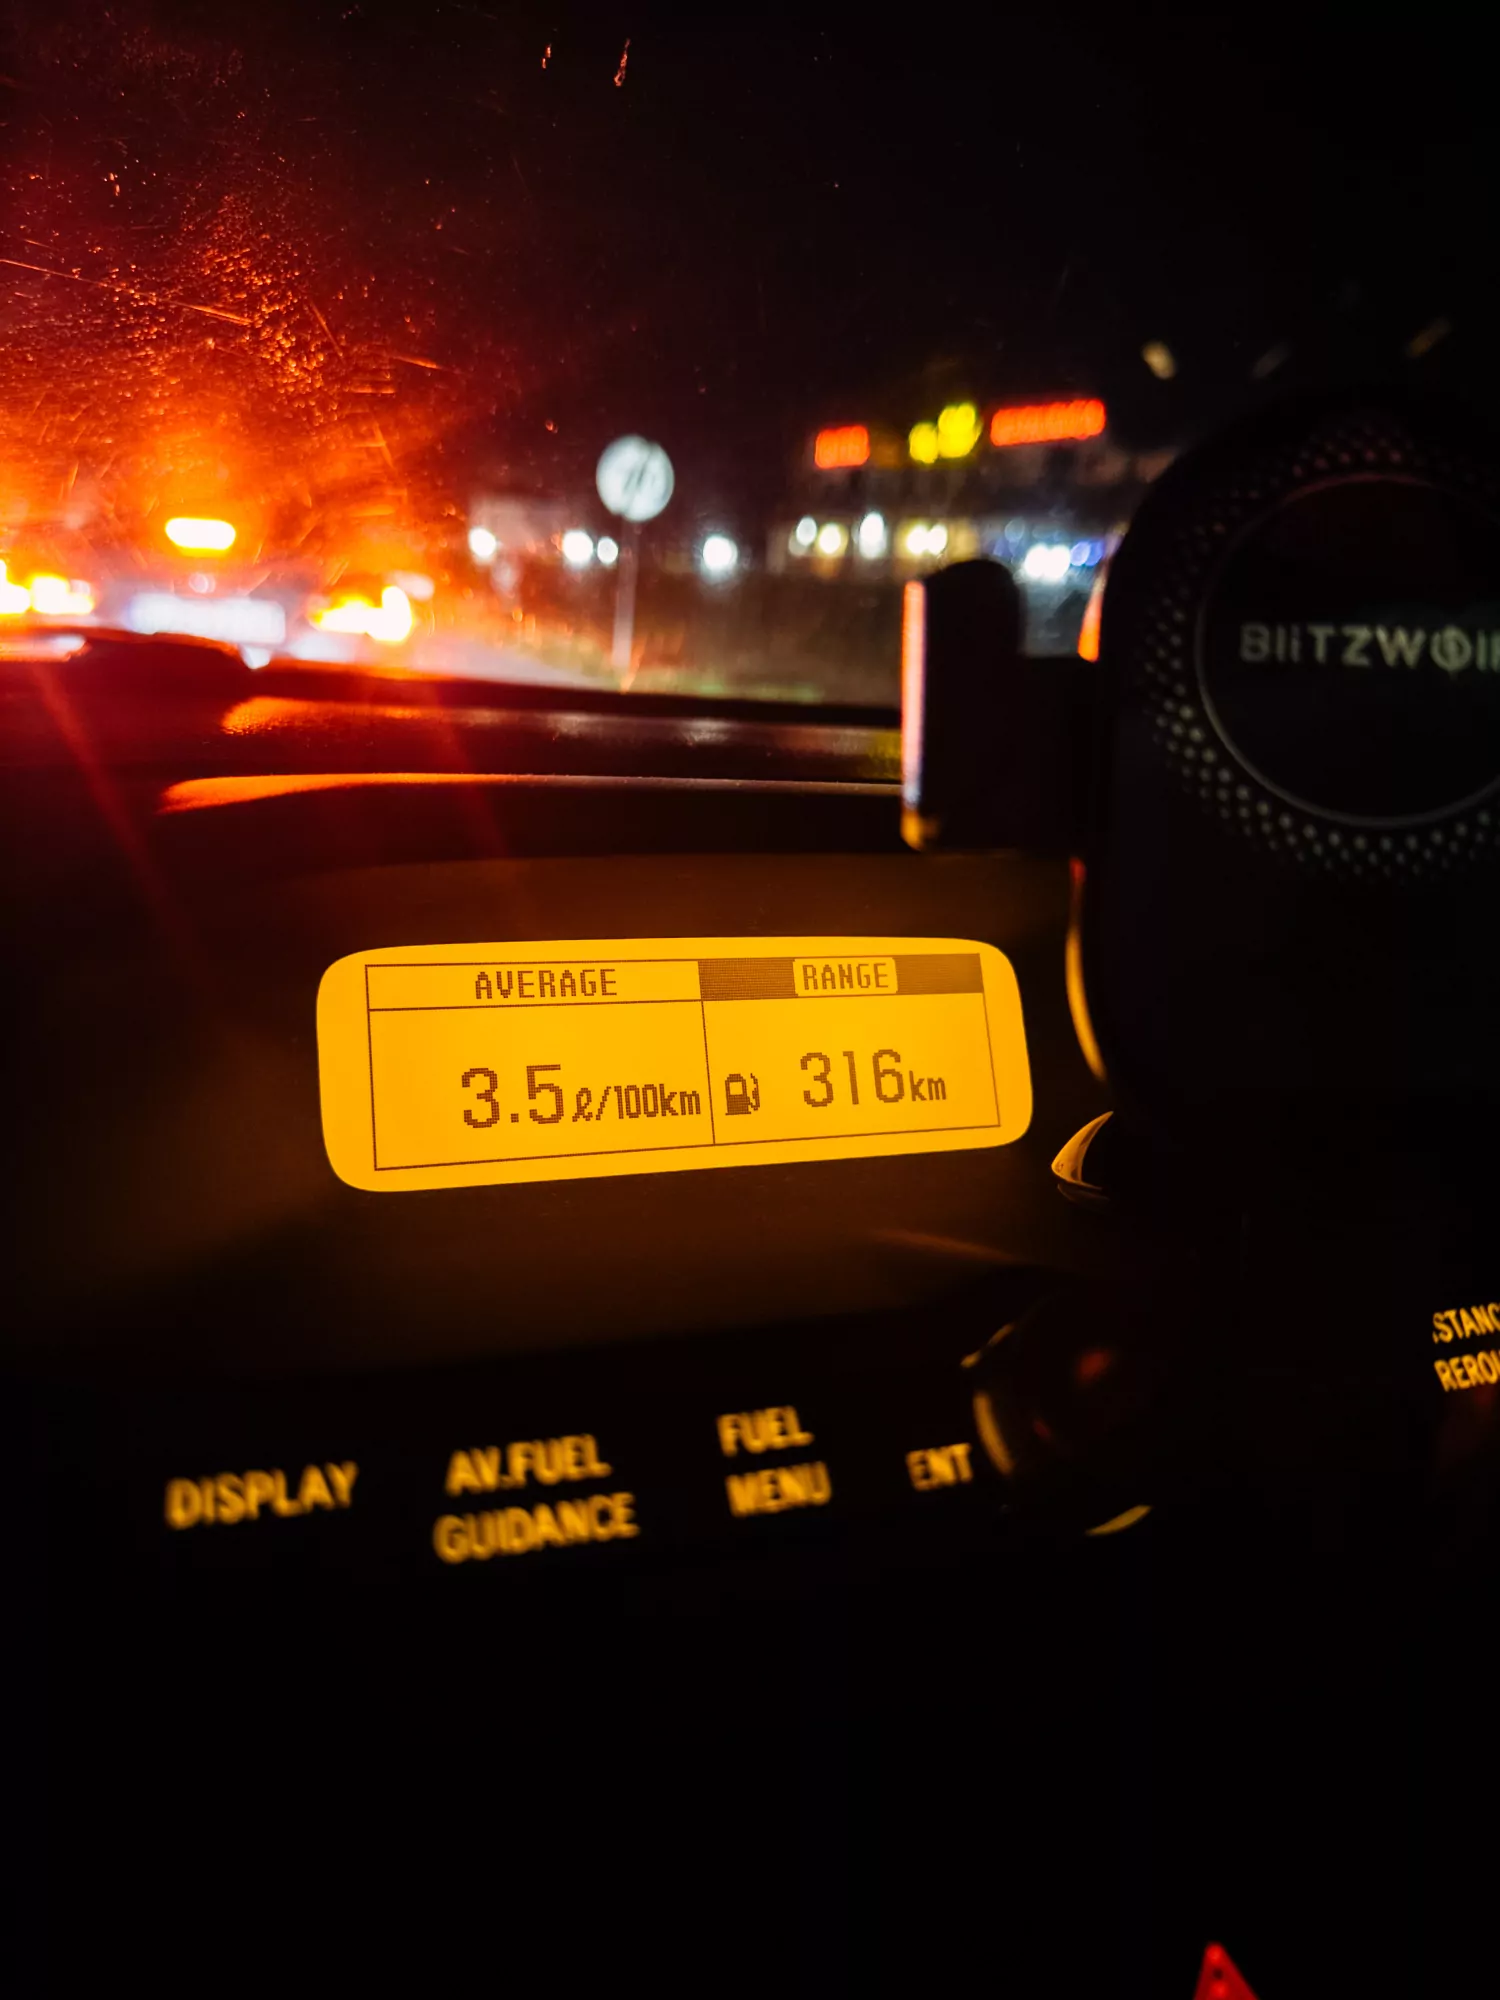 BlitzWolf
AVERAGE
RANGE
3.5ℓ/100km
316km
DISPLAY
AV.FUEL
GUIDANCE
FUEL
MENU
ENT